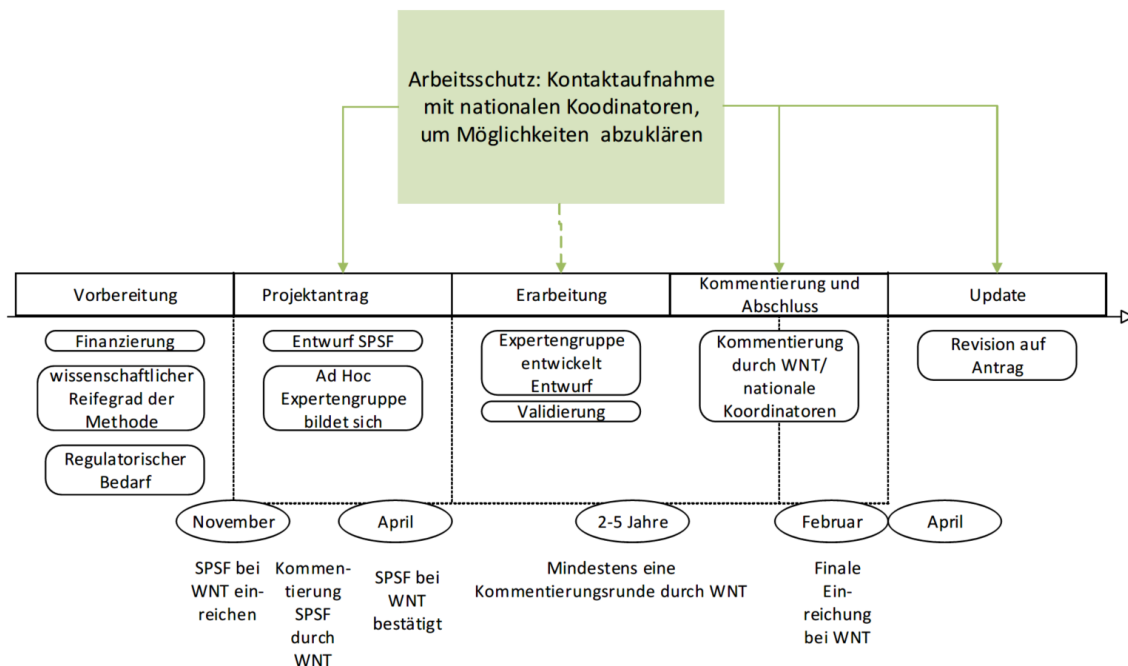 Arbeitsschutz: Kontaktaufnahme
mit nationalen Koodinatoren,
um Möglichkeiten abzuklären
Vorbereitung
Projektantrag
Erarbeitung
Kommentierung und
Abschluss
Update
Finanzierung
wissenschaftlicher
Reifegrad der
Methode
Regulatorischer
Bedarf
Entwurf SPSF
Ad Hoc
Expertengruppe
bildet sich
Expertengruppe
entwickelt
Entwurf
Validierung
Kommentierung
durch WNT/
nationale
Koordinatoren
Revision auf
Antrag
November
April
2-5 Jahre
Februar
April
SPSF bei
WNT ein-
reichen
Kommen-
tierung
SPSF
durch
WNT
SPSF bei
WNT
bestätigt
Mindestens eine
Kommentierungsrunde durch WNT
Finale
Ein-
reichung
bei WNT